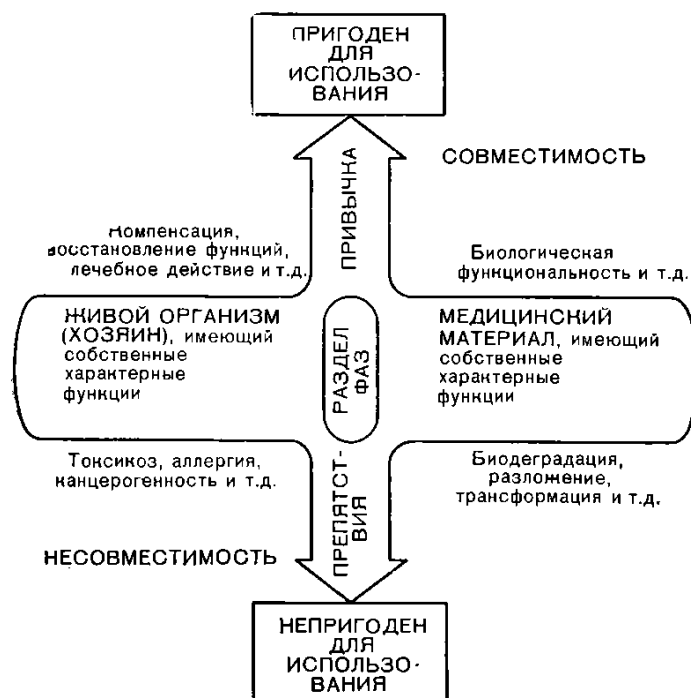 ПРИГОДЕН
ДЛЯ
ИСПОЛЬЗО-
ВАНИЯ
СОВМЕСТИМОСТЬ
ПРИВЫЧКА
Компенсация,
восстановление функций,
лечебное действие и т.д.
Биологическая
функциональность и т.д.
ЖИВОЙ ОРГАНИЗМ
(ХОЗЯИН), имеющий
собственные
характерные
функции
РАЗДЕЛ
ФАЗ
МЕДИЦИНСКИЙ
МАТЕРИАЛ, имеющий
собственные
характерные
функции
Токсикоз, аллергия,
канцерогенность и т.д.
Биодеградация,
разложение,
трансформация и т.д.
ПРЕПЯТСТ-
ВИЯ
НЕСОВМЕСТИМОСТЬ
НЕПРИГОДЕН
ДЛЯ
ИСПОЛЬЗО-
ВАНИЯ